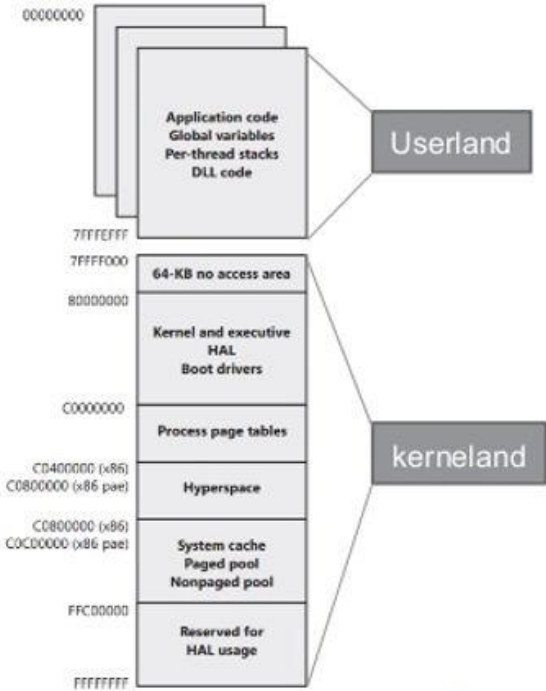 00000000
Application code
Global variables
Per-thread stacks
DLL code
Userland
7FFFEFFF
7FFFF000
64-KB no access area
80000000
Kernel and executive
HAL
Boot drivers
C0000000
Process page tables
kerneland
C0400000 (x86)
C0800000 (x86 pae)
Hyperspace
C0800000 (x86)
C0C00000 (x86 pae)
System cache
Paged pool
Nonpaged pool
FFC00000
Reserved for
HAL usage
FFFFFFFF